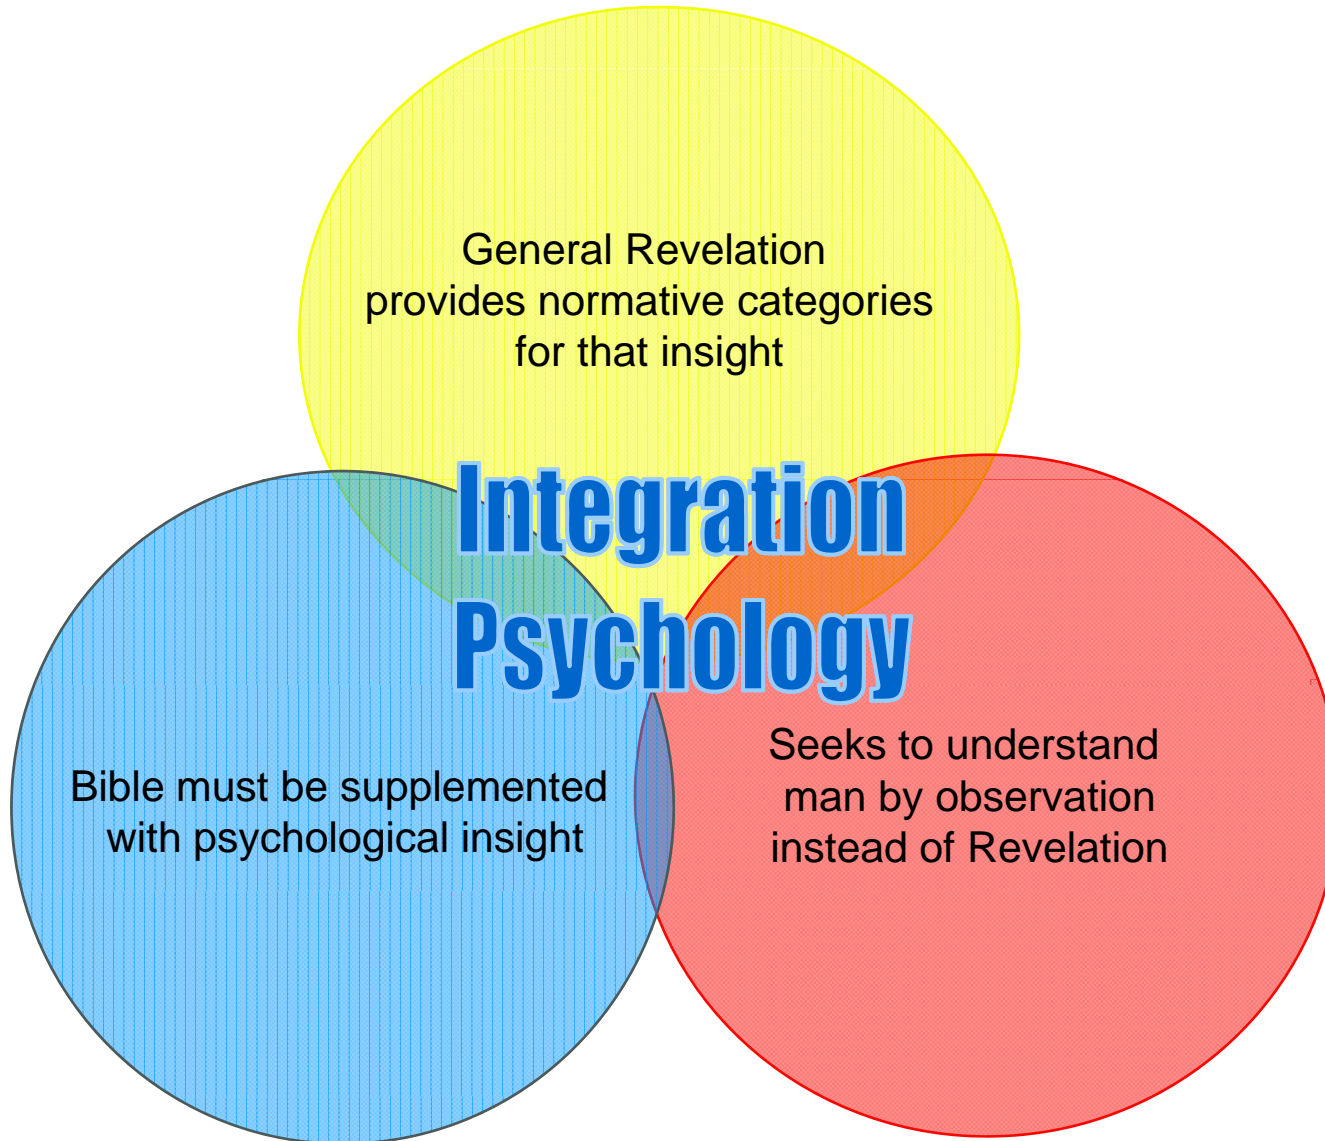 General Revelation
provides normative categories
for that insight
Integration
Psychology
Bible must be supplemented
with psychological insight
Seeks to understand
man by observation
instead of Revelation